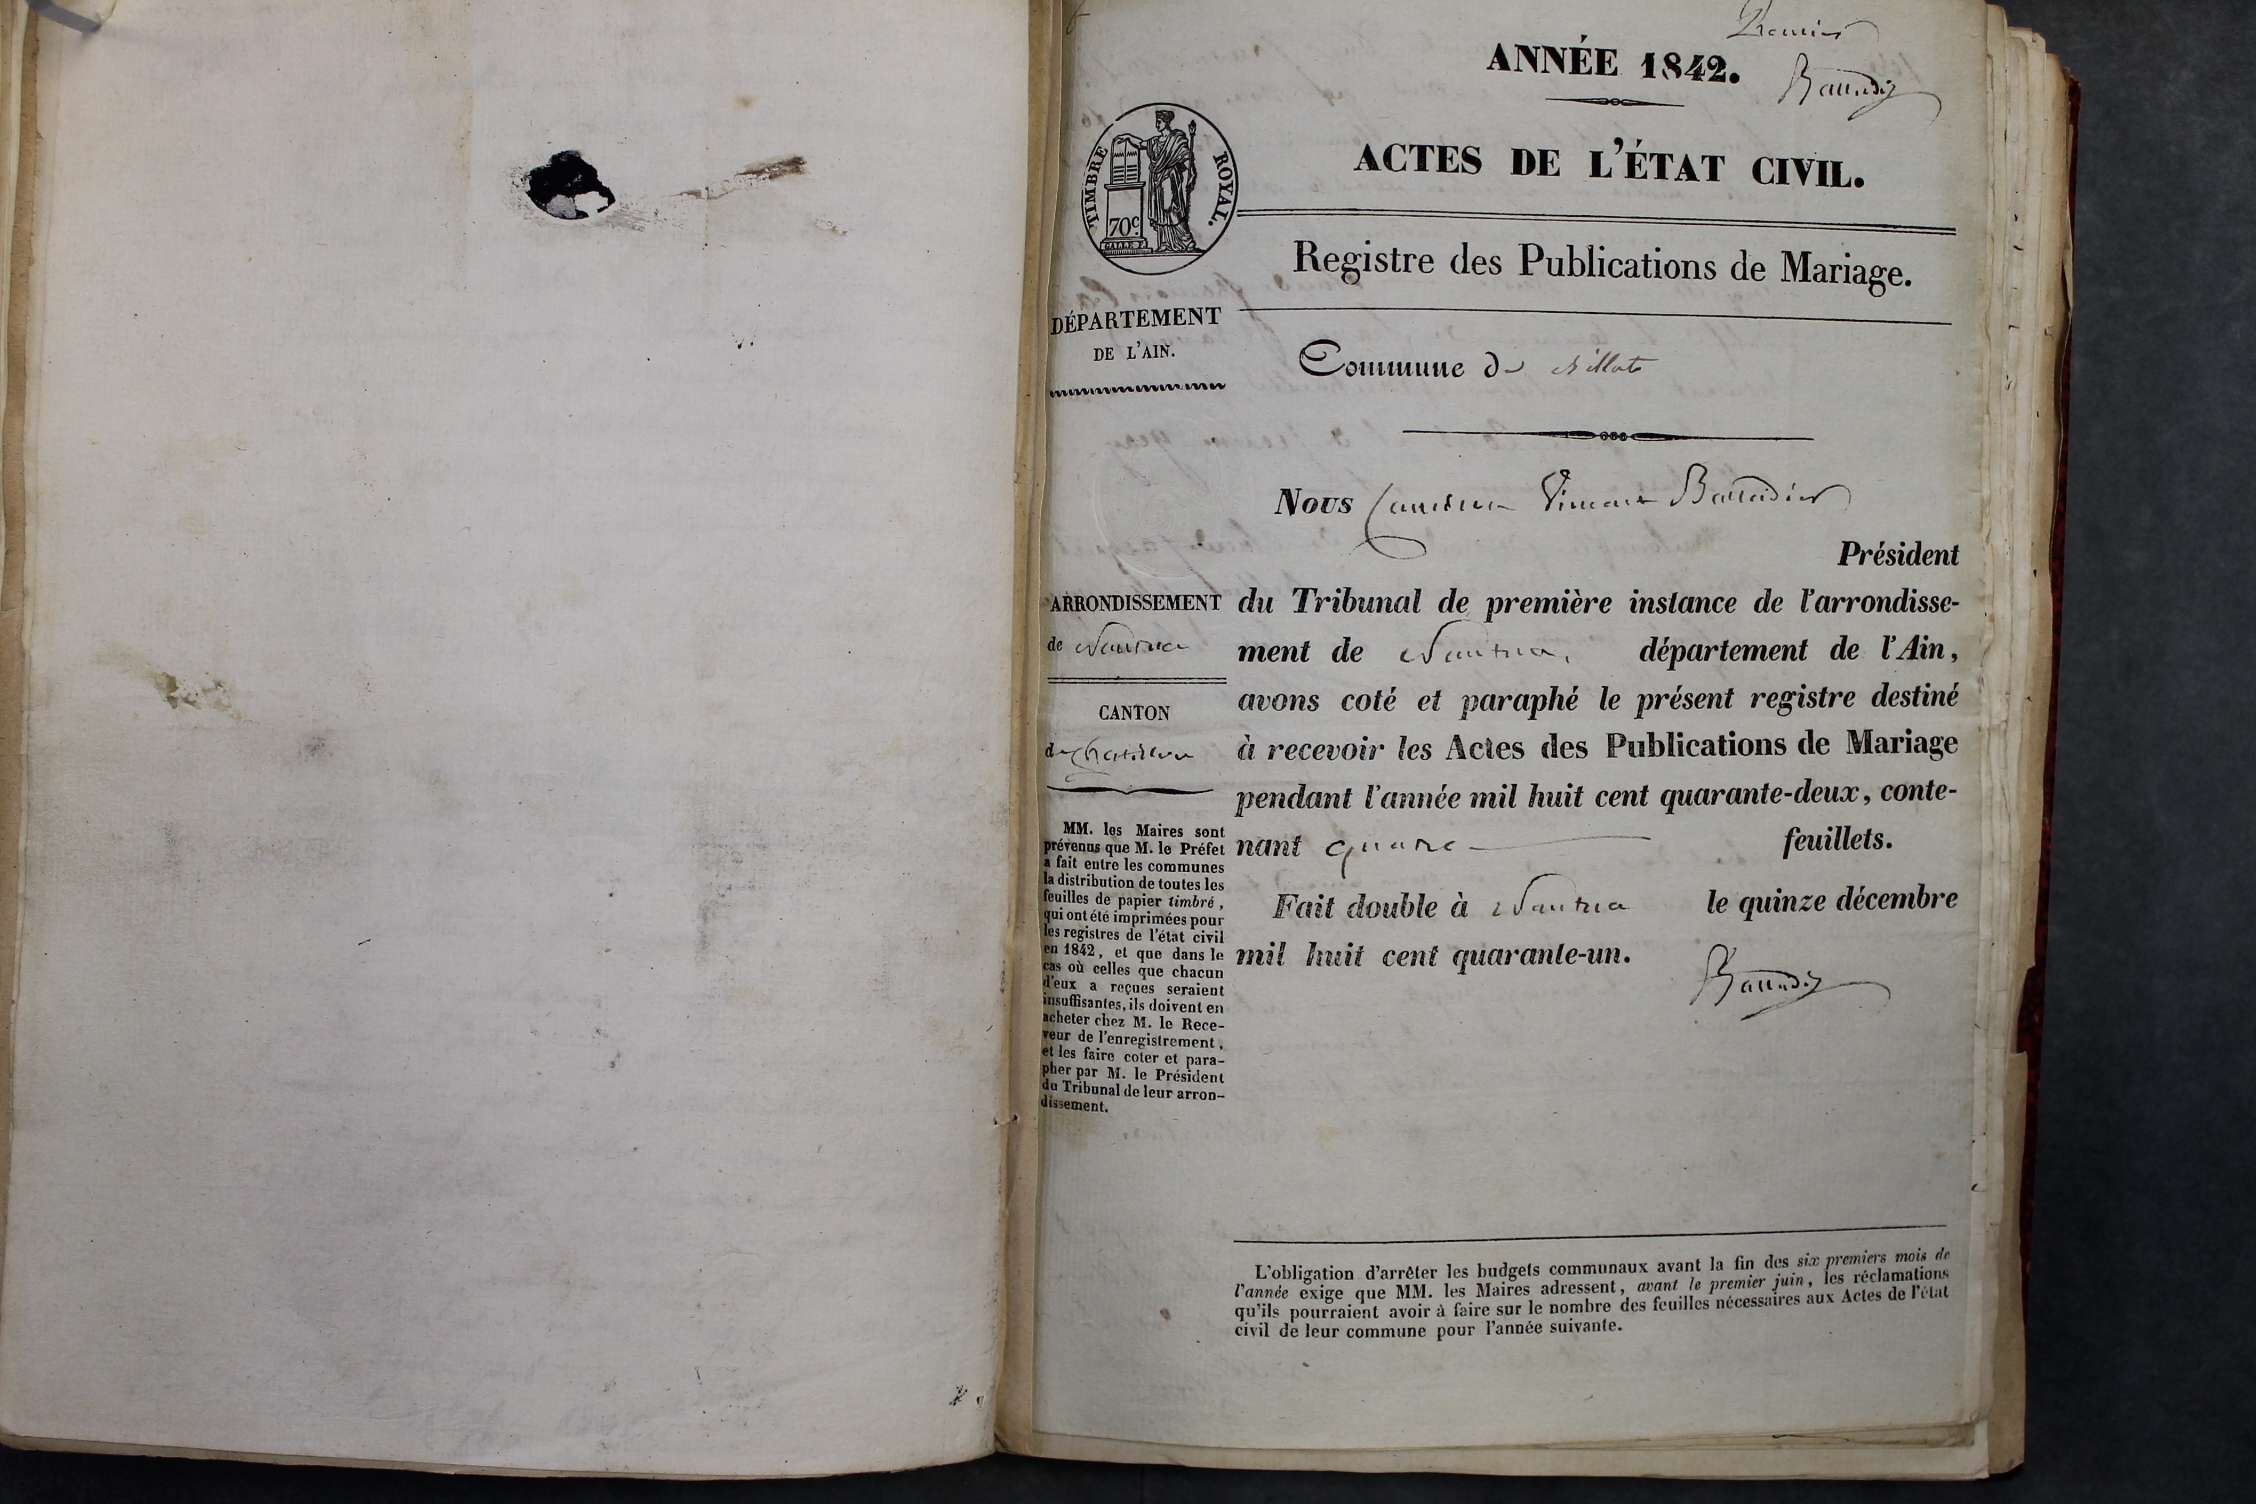 Premier
ANNÉE 1842.
ACTES DE L'ÉTAT CIVIL.
TIMBRE ROYAL.
70c.
Registre des Publications de Mariage.
DÉPARTEMENT
DE L'AIN.
Commune de Billiat
Nous Vincent Battadier
Président
du Tribunal de première instance de l'arrondisse-
ment de Nantua, département de l'Ain,
avons coté et paraphé le présent registre destiné
à recevoir les Actes des Publications de Mariage
pendant l'année mil huit cent quarante-deux, conte-
nant quatre feuillets.
Fait double à Nantua le quinze décembre
mil huit cent quarante-un.
ARRONDISSEMENT
de Nantua
CANTON
de Chatillon
MM. les Maires sont
prévenus que M. le Préfet
a fait entre les communes
la distribution de toutes les
feuilles de papier timbré,
qui ont été imprimées pour
les registres de l'état civil
en 1842, et que dans le
cas où celles que chacun
d'eux a reçues seraient
insuffisantes, ils doivent en
acheter chez M. le Rece-
veur de l'enregistrement,
et les faire coter et para-
pher par M. le Président
du Tribunal de leur arron-
dissement.
L'obligation d'arrêter les budgets communaux avant la fin des six premiers mois de
l'année exige que MM. les Maires adressent, avant le premier juin, les réclamations
qu'ils pourraient avoir à faire sur le nombre des feuilles nécessaires aux Actes de l'état
civil de leur commune pour l'année suivante.